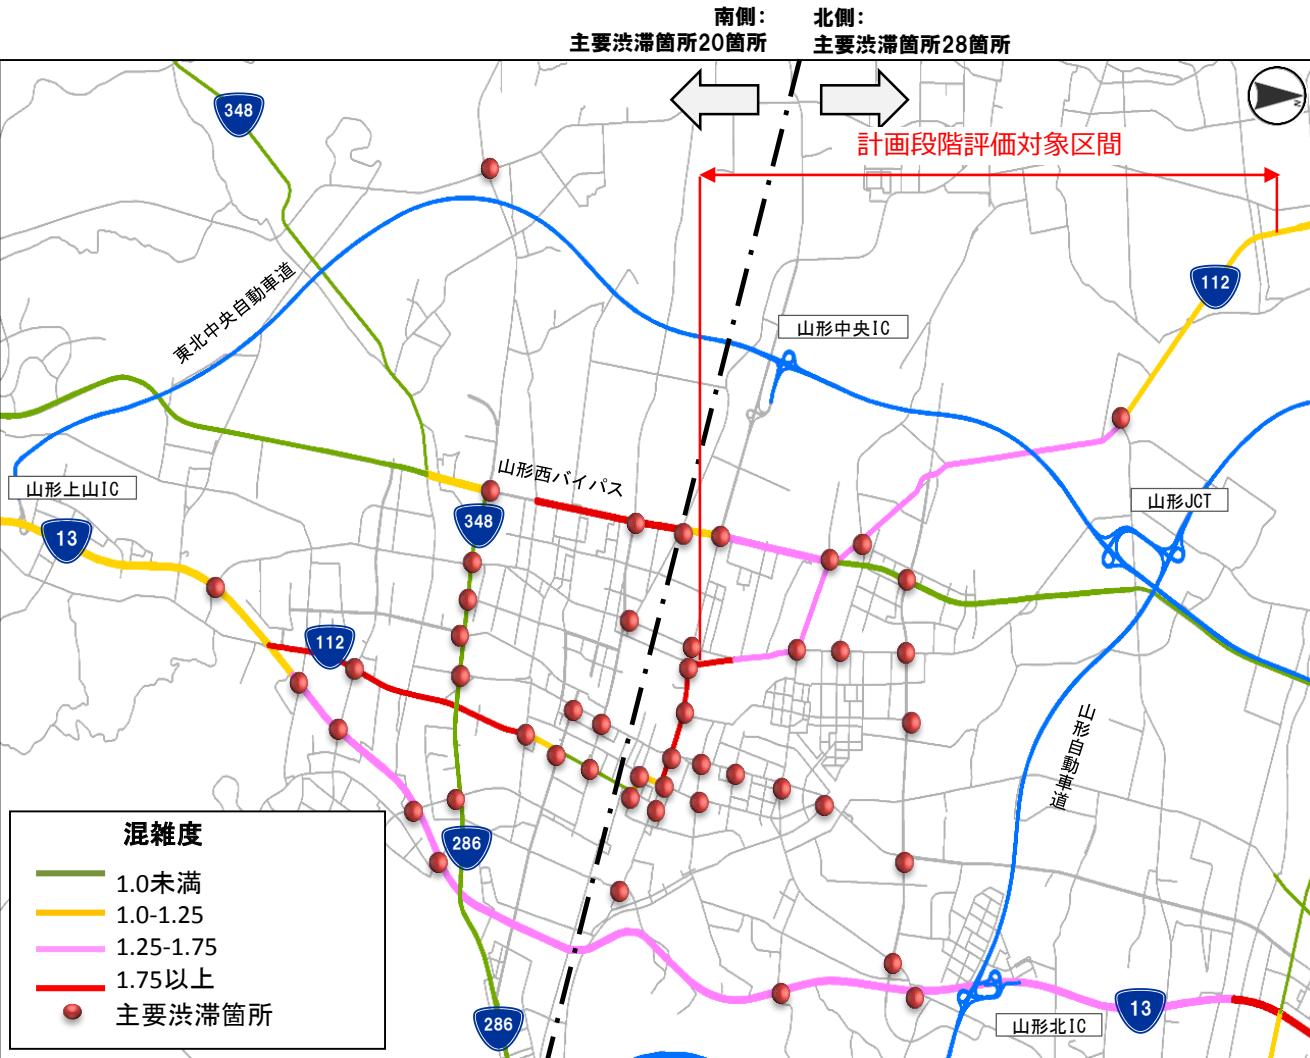 南側：
主要渋滞箇所20箇所
北側：
主要渋滞箇所28箇所
N
計画段階評価対象区間
348
112
東北中央自動車道
山形中央IC
山形上山IC
山形西バイパス
山形JCT
348
13
112
山形自動車道
286
混雑度
1.0未満
1.0-1.25
1.25-1.75
1.75以上
主要渋滞箇所
286
山形北IC
13